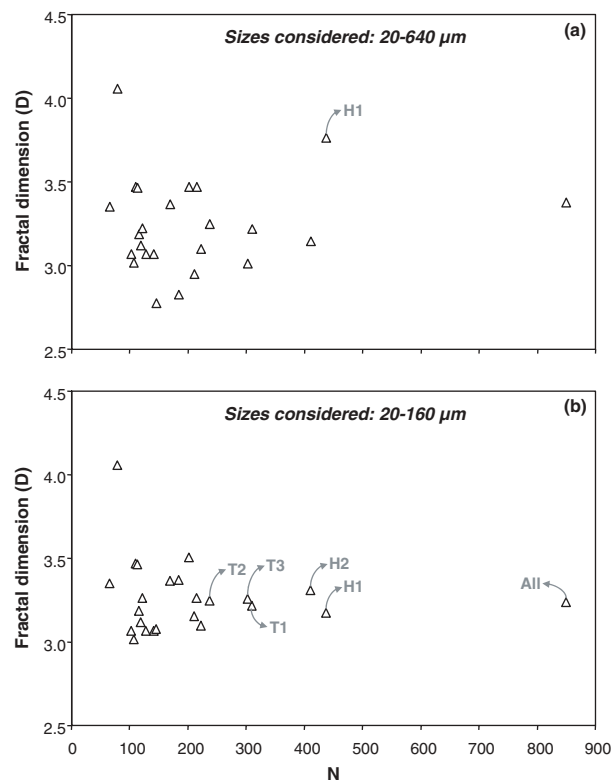 4.5
Sizes considered: 20-640 µm
(a)
4.0
H1
Fractal dimension (D)
3.5
3.0
2.5
4.5
Sizes considered: 20-160 µm
(b)
4.0
Fractal dimension (D)
T2
T3
H2
H1
All
3.5
T1
3.0
2.5
0 100 200 300 400 500 600 700 800 900
N